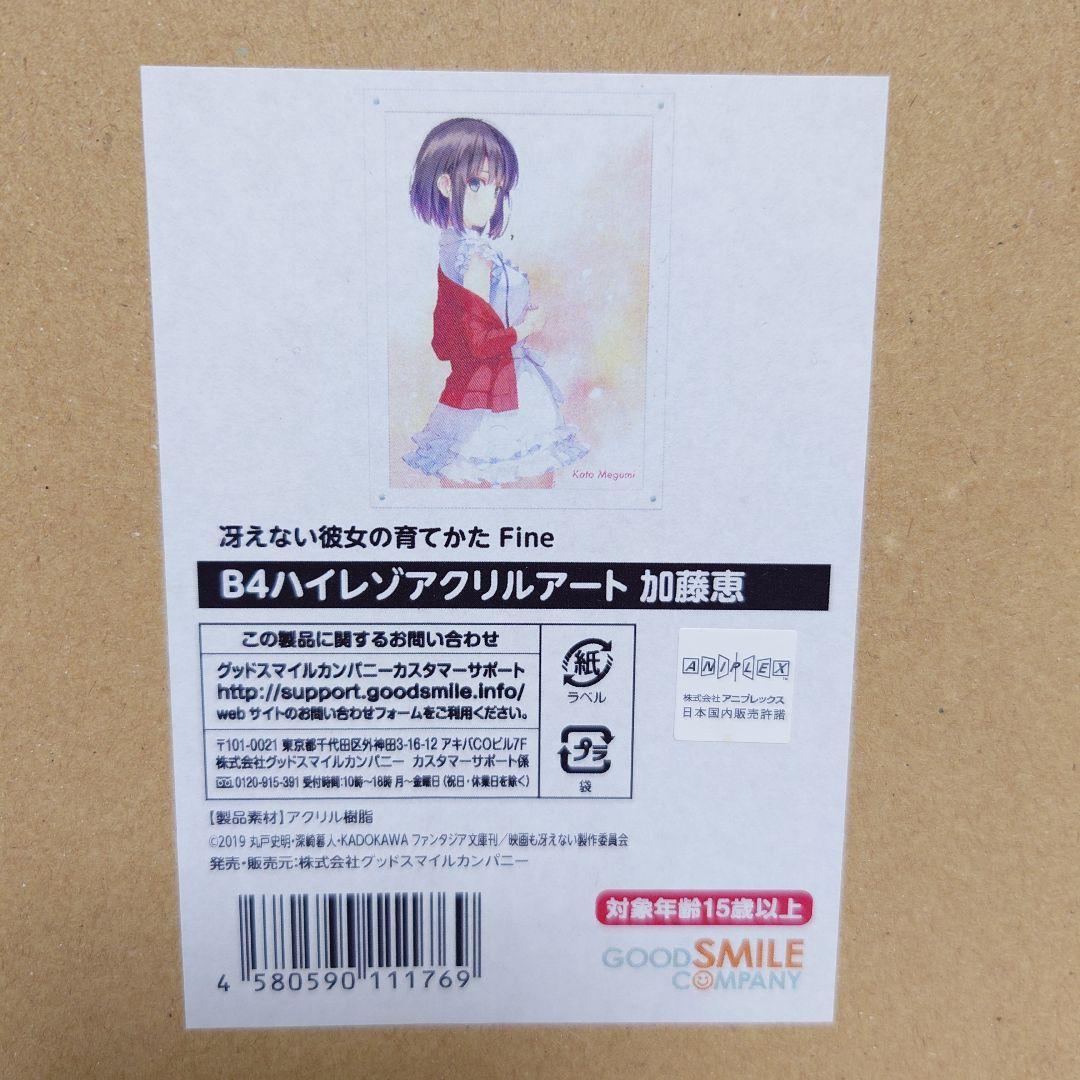 Kato Megumi
冴えない彼女の育てかた Fine
B4ハイレゾアクリルアート 加藤恵
この製品に関するお問い合わせ
グッドスマイルカンパニーカスタマーサポート
http://support.goodsmile.info/
webサイトのお問い合わせフォームをご利用ください。
〒101-0021 東京都千代田区外神田3-16-12 アキバCOビル7F
株式会社グッドスマイルカンパニー カスタマーサポート係
0120-915-391 受付時間:10時~18時 月~金曜日(祝日・休業日を除く)
紙
ラベル
プラ
袋
ANIPLEX™
株式会社アニプレックス
日本国内販売許諾
【製品素材】アクリル樹脂
©2019 丸戸史明・深崎暮人・KADOKAWA ファンタジア文庫刊/映画も冴えない製作委員会
発売・販売元:株式会社グッドスマイルカンパニー
4 580590 111769
対象年齢15歳以上
GOOD SMILE
COMPANY